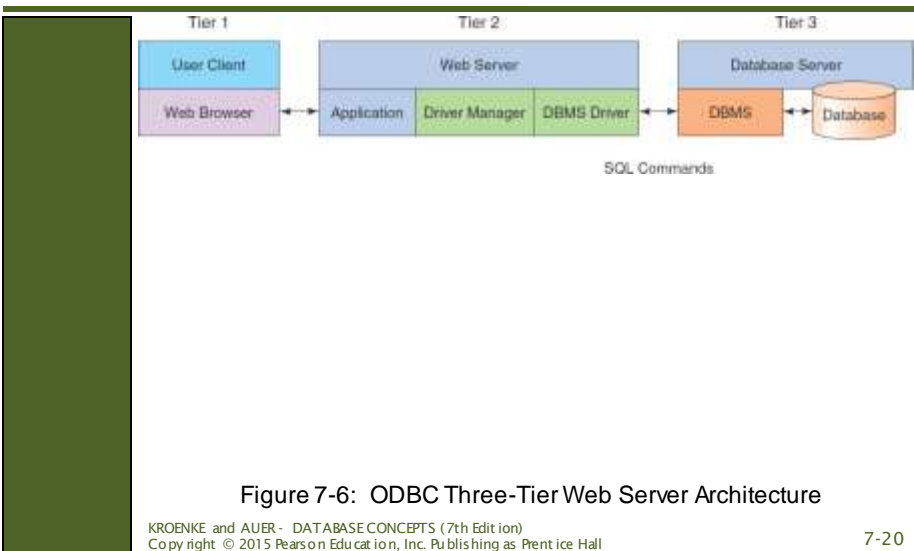 Tier 1 Tier 2 Tier 3
User Client Web Server Database Server
Web Browser Application Driver Manager DBMS Driver DBMS Database
SQL Commands
Figure 7-6: ODBC Three-Tier Web Server Architecture
KROENKE and AUER - DATABASE CONCEPTS (7th Edition)
Copyright © 2015 Pearson Education, Inc. Publishing as Prentice Hall 7-20